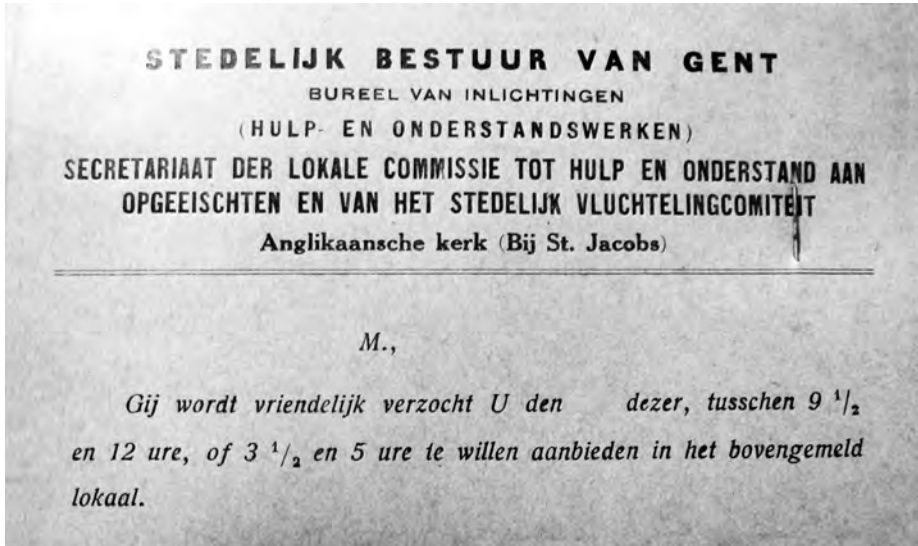 STEDELIJK BESTUUR VAN GENT
BUREEL VAN INLICHTINGEN
(HULP- EN ONDERSTANDSWERKEN)
SECRETARIAAT DER LOKALE COMMISSIE TOT HULP EN ONDERSTAND AAN
OPGEEISCHTEN EN VAN HET STEDELIJK VLUCHTELINGCOMITEIT
Anglikaansche kerk (Bij St. Jacobs)
M.,
Gij wordt vriendelijk verzocht U den dezer, tusschen 9 1/2
en 12 ure, of 3 1/2 en 5 ure te willen aanbieden in het bovengemeld
lokaal.